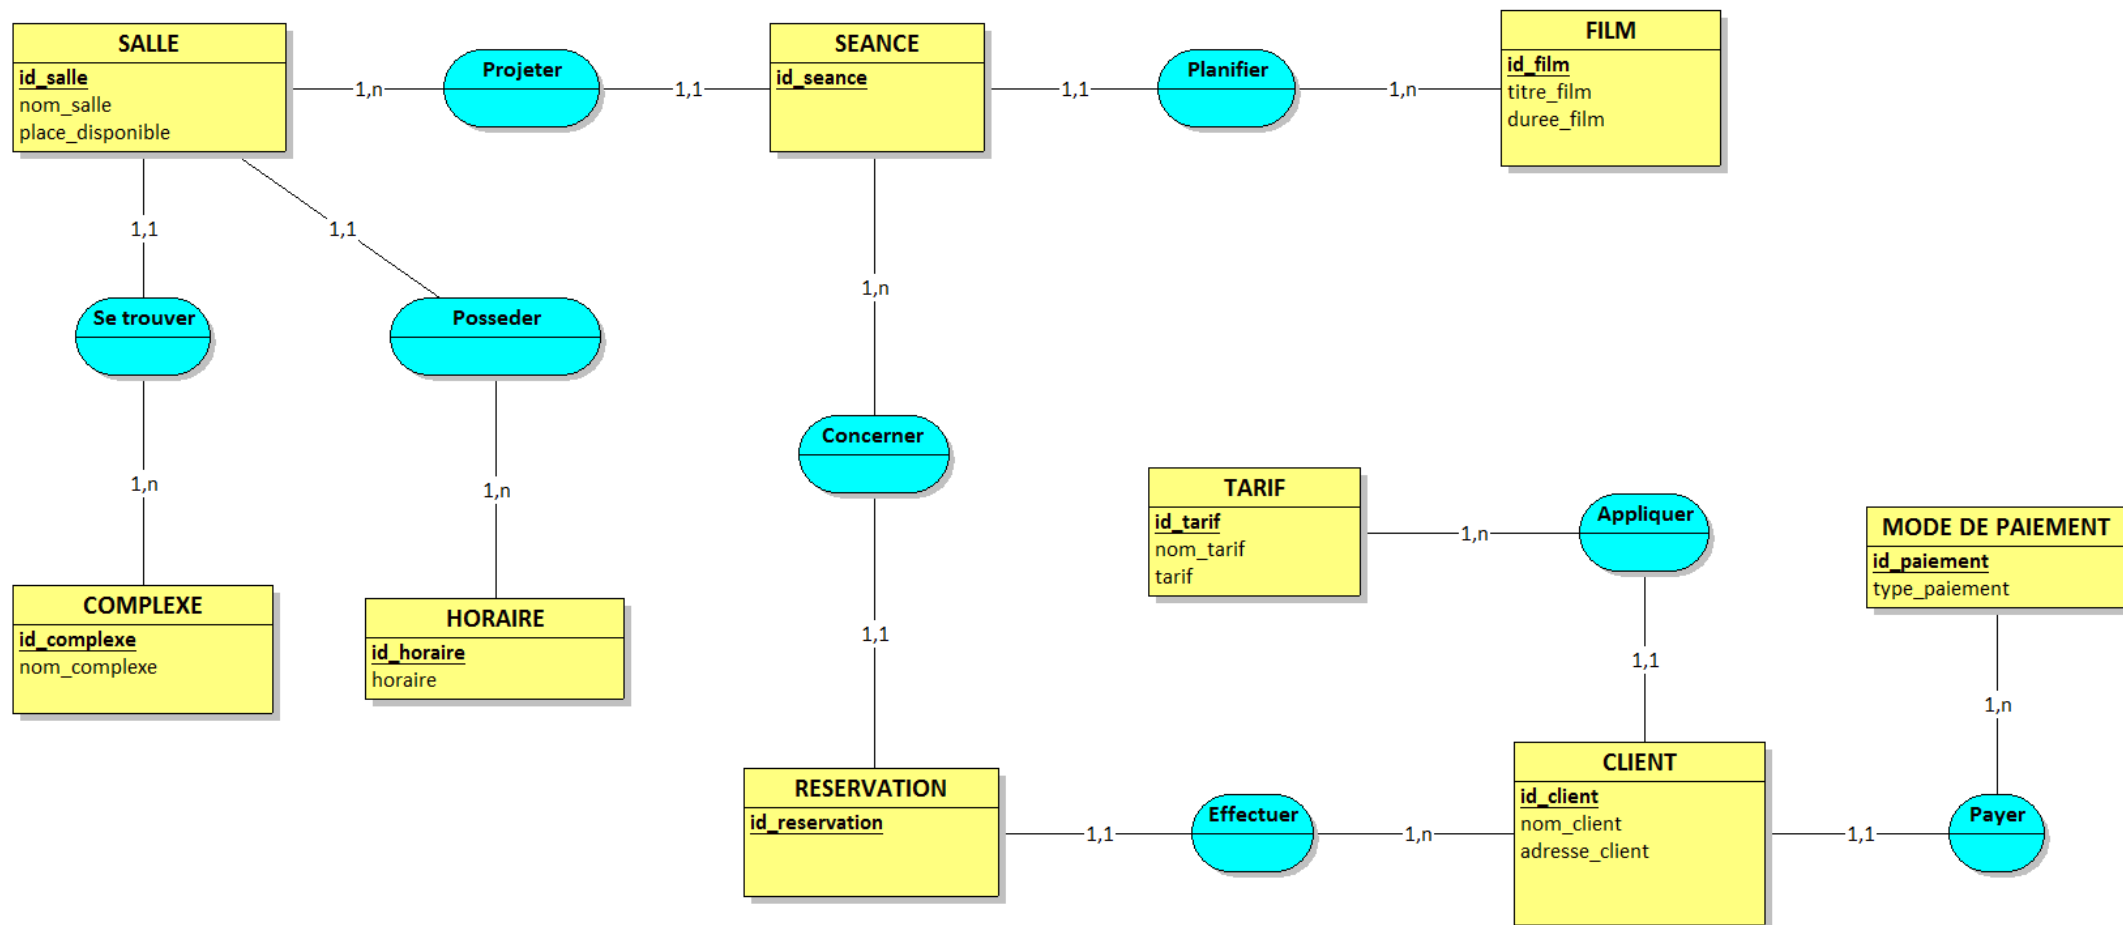 SALLE
id_salle
nom_salle
place_disponible
1,n
Projeter
1,1
SEANCE
id_seance
1,1
Planifier
1,n
FILM
id_film
titre_film
duree_film
1,1
1,1
1,n
Se trouver
Posseder
Concerner
1,n
1,n
TARIF
id_tarif
nom_tarif
tarif
1,n
Appliquer
MODE DE PAIEMENT
id_paiement
type_paiement
COMPLEXE
id_complexe
nom_complexe
HORAIRE
id_horaire
horaire
1,1
1,1
1,n
RESERVATION
id_reservation
1,1
Effectuer
1,n
CLIENT
id_client
nom_client
adresse_client
1,1
Payer